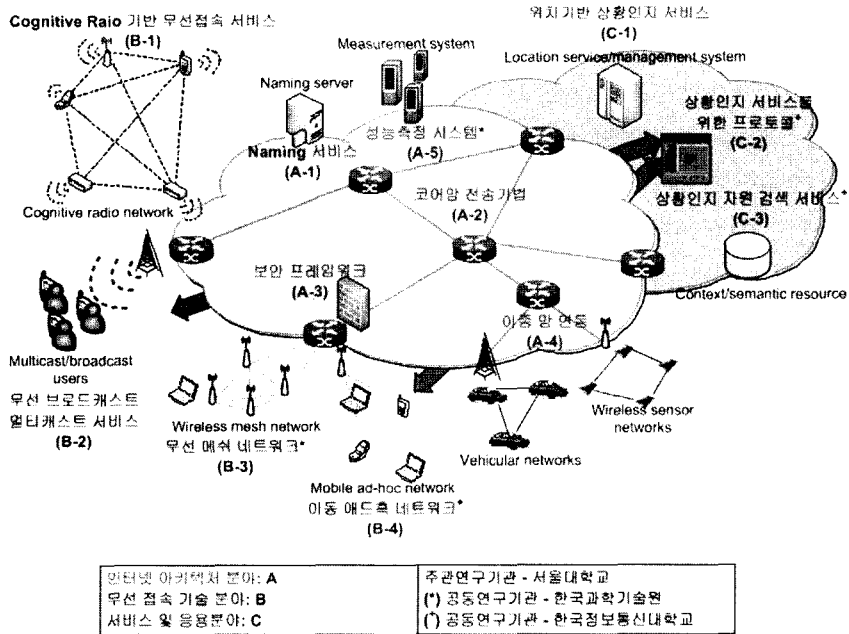 Cognitive Raio 기반 무선접속 서비스
(B-1)
Cognitive radio network
Naming server
Naming 서비스
(A-1)
Measurement system
성능측정 시스템*
(A-5)
위치기반 상황인지 서비스
(C-1)
Location service/management system
상황인지 서비스를
위한 프로토콜+
(C-2)
상황인지 자원 검색 서비스+
(C-3)
Context/semantic resource
코어망 전송기법
(A-2)
보안 프레임워크
(A-3)
이종 망 연동
(A-4)
Multicast/broadcast
users
무선 브로드캐스트
멀티캐스트 서비스
(B-2)
Wireless mesh network
무선 메쉬 네트워크*
(B-3)
Mobile ad-hoc network
이동 애드혹 네트워크+
(B-4)
Vehicular networks
Wireless sensor
networks
인터넷 아키텍처 분야: A
무선 접속 기술 분야: B
서비스 및 응용분야: C
주관연구기관 - 서울대학교
(*) 공동연구기관 - 한국과학기술원
(+) 공동연구기관 - 한국정보통신대학교